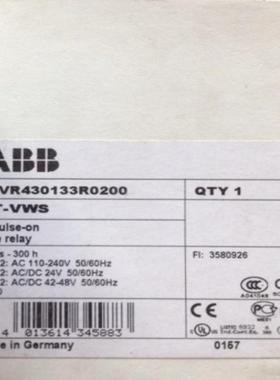 ABB
VR430133R0200
QTY 1
T-VWS
ulse-on
e relay
s - 300 h
2: AC 110-240V 50/60Hz
2: AC/DC 24V 50/60Hz
2: AC/DC 42-48V 50/60Hz
FI: 3580926
4 013614 345883
e in Germany
0157